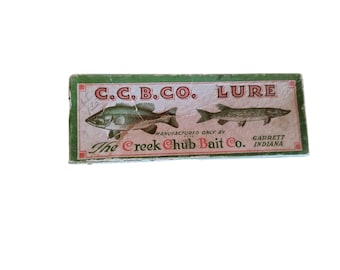 C.C.B.CO. LURE
MANUFACTURED ONLY BY
The Creek Chub Bait Co.
GARRETT
INDIANA